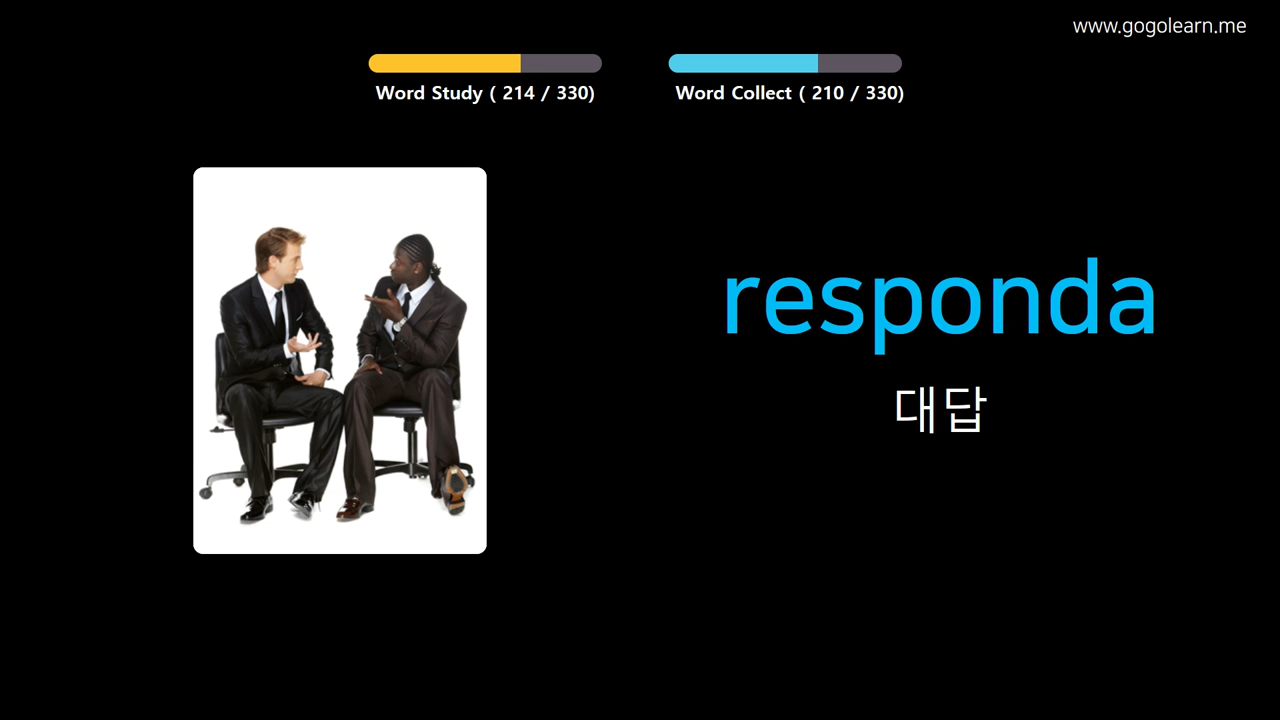 www.gogolearn.me
Word Study ( 214 / 330)
Word Collect ( 210 / 330)
responda
대답